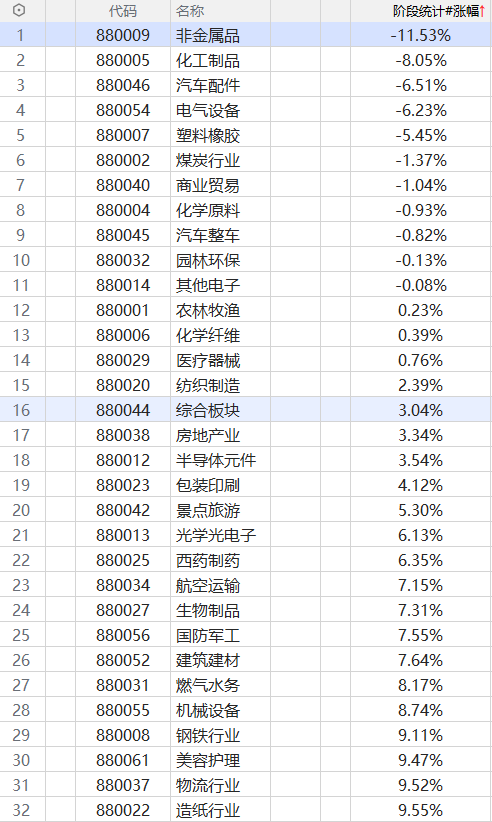 代码 名称 阶段统计#涨幅↑
1 880009 非金属品 -11.53%
2 880005 化工制品 -8.05%
3 880046 汽车配件 -6.51%
4 880054 电气设备 -6.23%
5 880007 塑料橡胶 -5.45%
6 880002 煤炭行业 -1.37%
7 880040 商业贸易 -1.04%
8 880004 化学原料 -0.93%
9 880045 汽车整车 -0.82%
10 880032 园林环保 -0.13%
11 880014 其他电子 -0.08%
12 880001 农林牧渔 0.23%
13 880006 化学纤维 0.39%
14 880029 医疗器械 0.76%
15 880020 纺织制造 2.39%
16 880044 综合板块 3.04%
17 880038 房地产业 3.34%
18 880012 半导体元件 3.54%
19 880023 包装印刷 4.12%
20 880042 景点旅游 5.30%
21 880013 光学光电子 6.13%
22 880025 西药制药 6.35%
23 880034 航空运输 7.15%
24 880027 生物制品 7.31%
25 880056 国防军工 7.55%
26 880052 建筑建材 7.64%
27 880031 燃气水务 8.17%
28 880055 机械设备 8.74%
29 880008 钢铁行业 9.11%
30 880061 美容护理 9.47%
31 880037 物流行业 9.52%
32 880022 造纸行业 9.55%